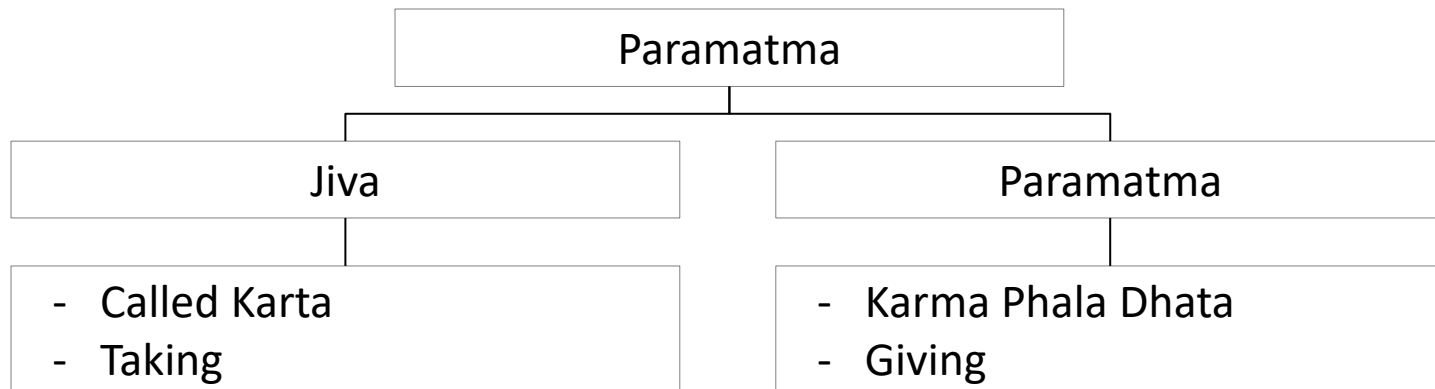 Paramatma
Jiva
Paramatma
- Called Karta
- Taking
- Karma Phala Dhata
- Giving